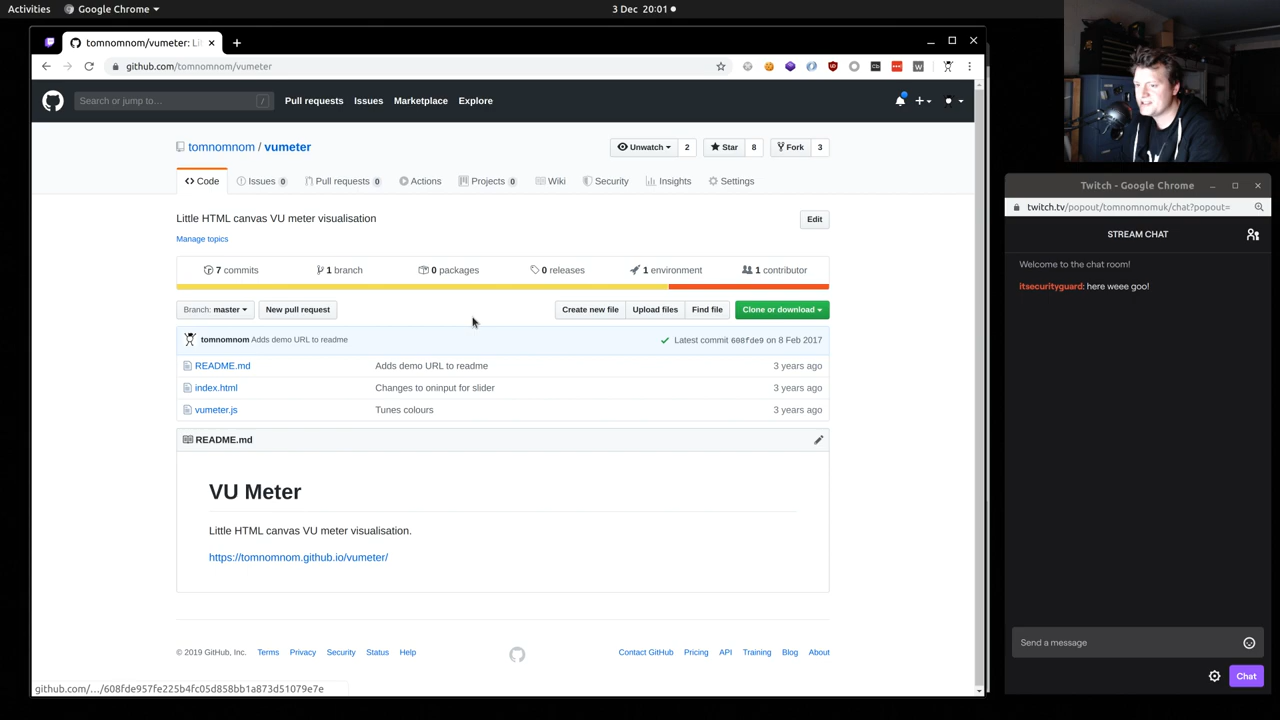 Activities
Google Chrome
3 Dec 20:01
tomnomnom/vumeter: Li
github.com/tomnomnom/vumeter
Search or jump to…
/
Pull requests
Issues
Marketplace
Explore
tomnomnom / vumeter
Unwatch
2
Star
8
Fork
3
Code
Issues 0
Pull requests 0
Actions
Projects 0
Wiki
Security
Insights
Settings
Little HTML canvas VU meter visualisation
Edit
Manage topics
7 commits
1 branch
0 packages
0 releases
1 environment
1 contributor
Branch: master
New pull request
Create new file
Upload files
Find file
Clone or download
tomnomnom Adds demo URL to readme
Latest commit 608fde9 on 8 Feb 2017
README.md
Adds demo URL to readme
3 years ago
index.html
Changes to oninput for slider
3 years ago
vumeter.js
Tunes colours
3 years ago
README.md
VU Meter
Little HTML canvas VU meter visualisation.
https://tomnomnom.github.io/vumeter/
© 2019 GitHub, Inc.
Terms
Privacy
Security
Status
Help
Contact GitHub
Pricing
API
Training
Blog
About
github.com/…/608fde957fe225b4fc05d858bb1a873d51079e7e
Twitch - Google Chrome
twitch.tv/popout/tomnomnomuk/chat?popout=
STREAM CHAT
Welcome to the chat room!
itsecurityguard: here weee goo!
Send a message
Chat